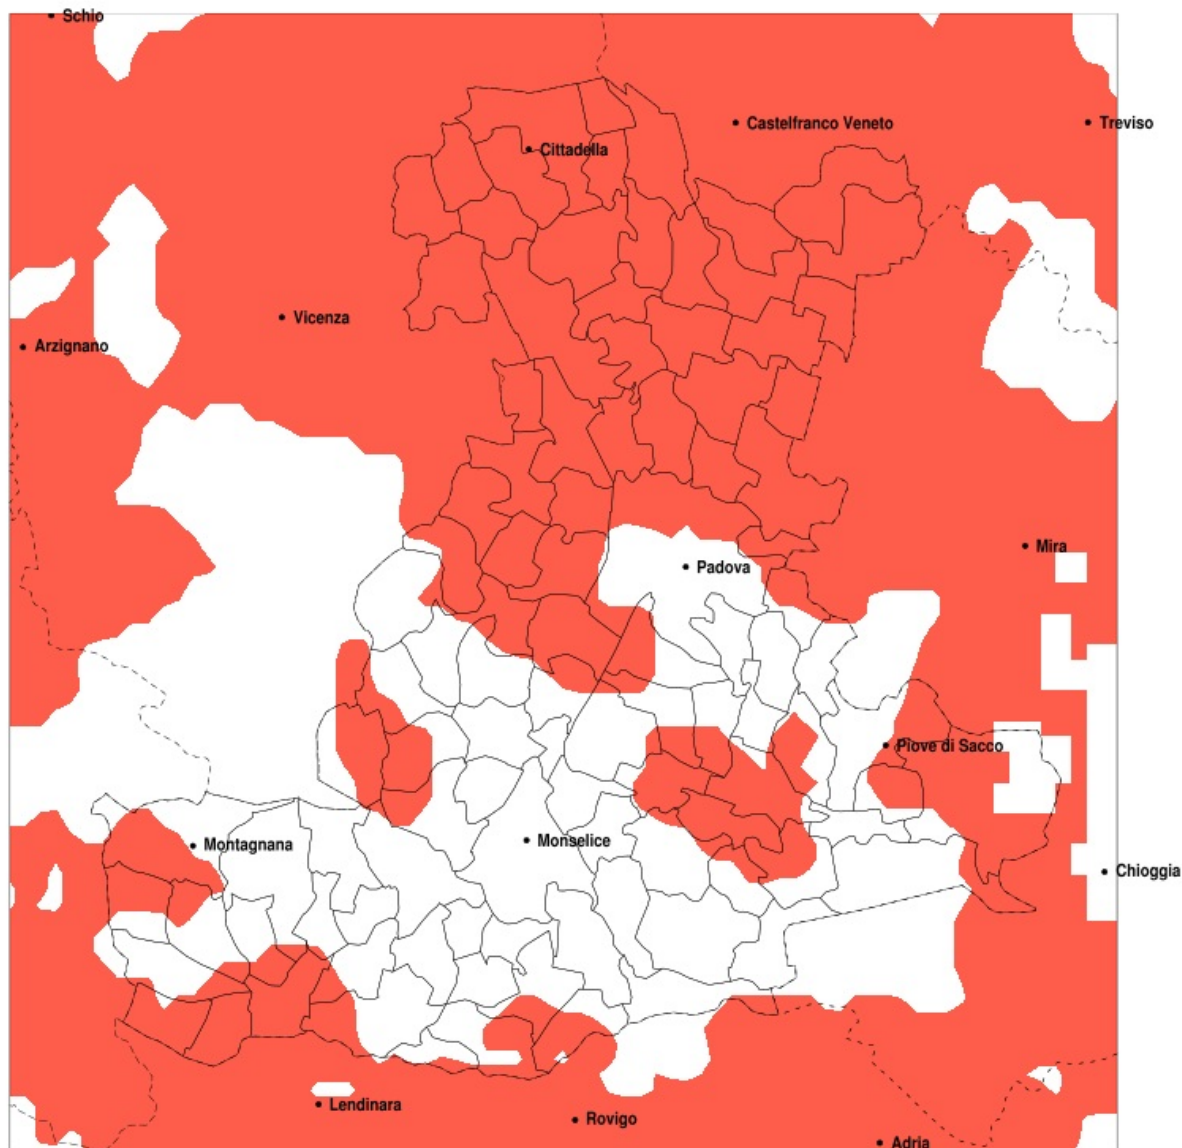 Schio
Castelfranco Veneto
Treviso
Cittadella
Vicenza
Arzignano
Mira
Padova
Piove di Sacco
Monselice
Montagnana
Chioggia
Lendinara
Rovigo
Adria